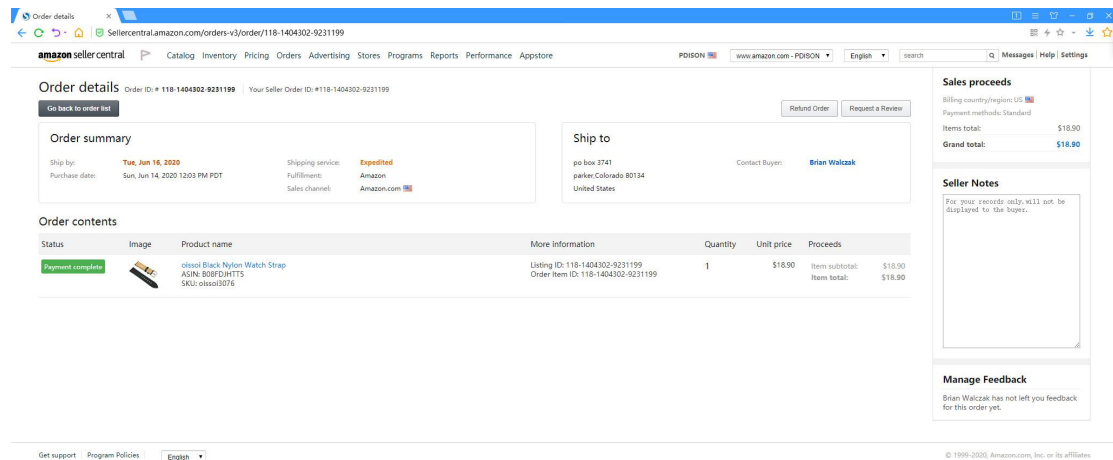 Order details
Sellercentral.amazon.com/orders-v3/order/118-1404302-9231199
amazon seller central Catalog Inventory Pricing Orders Advertising Stores Programs Reports Performance Appstore PDISON www.amazon.com - PDISON English search Messages Help Settings
Order details Order ID: # 118-1404302-9231199 Your Seller Order ID: #118-1404302-9231199
Go back to order list Refund Order Request a Review
Order summary
Ship by: Tue, Jun 16, 2020 Shipping service: Expedited
Purchase date: Sun, Jun 14, 2020 12:03 PM PDT Fulfillment: Amazon
Sales channel: Amazon.com
Ship to
po box 3741 Contact Buyer: Brian Walczak
parker,Colorado 80134
United States
Order contents
Status Image Product name More information Quantity Unit price Proceeds
Payment complete oissoi Black Nylon Watch Strap Listing ID: 118-1404302-9231199 1 $18.90 Item subtotal: $18.90
ASIN: B08FDJHTT5 Order Item ID: 118-1404302-9231199 Item total: $18.90
SKU: oissoi3076
Sales proceeds
Billing country/region: US
Payment methods: Standard
Items total: $18.90
Grand total: $18.90
Seller Notes
For your records only,will not be
displayed to the buyer.
Manage Feedback
Brian Walczak has not left you feedback
for this order yet.
Get support Program Policies English © 1999-2020, Amazon.com, Inc. or its affiliates